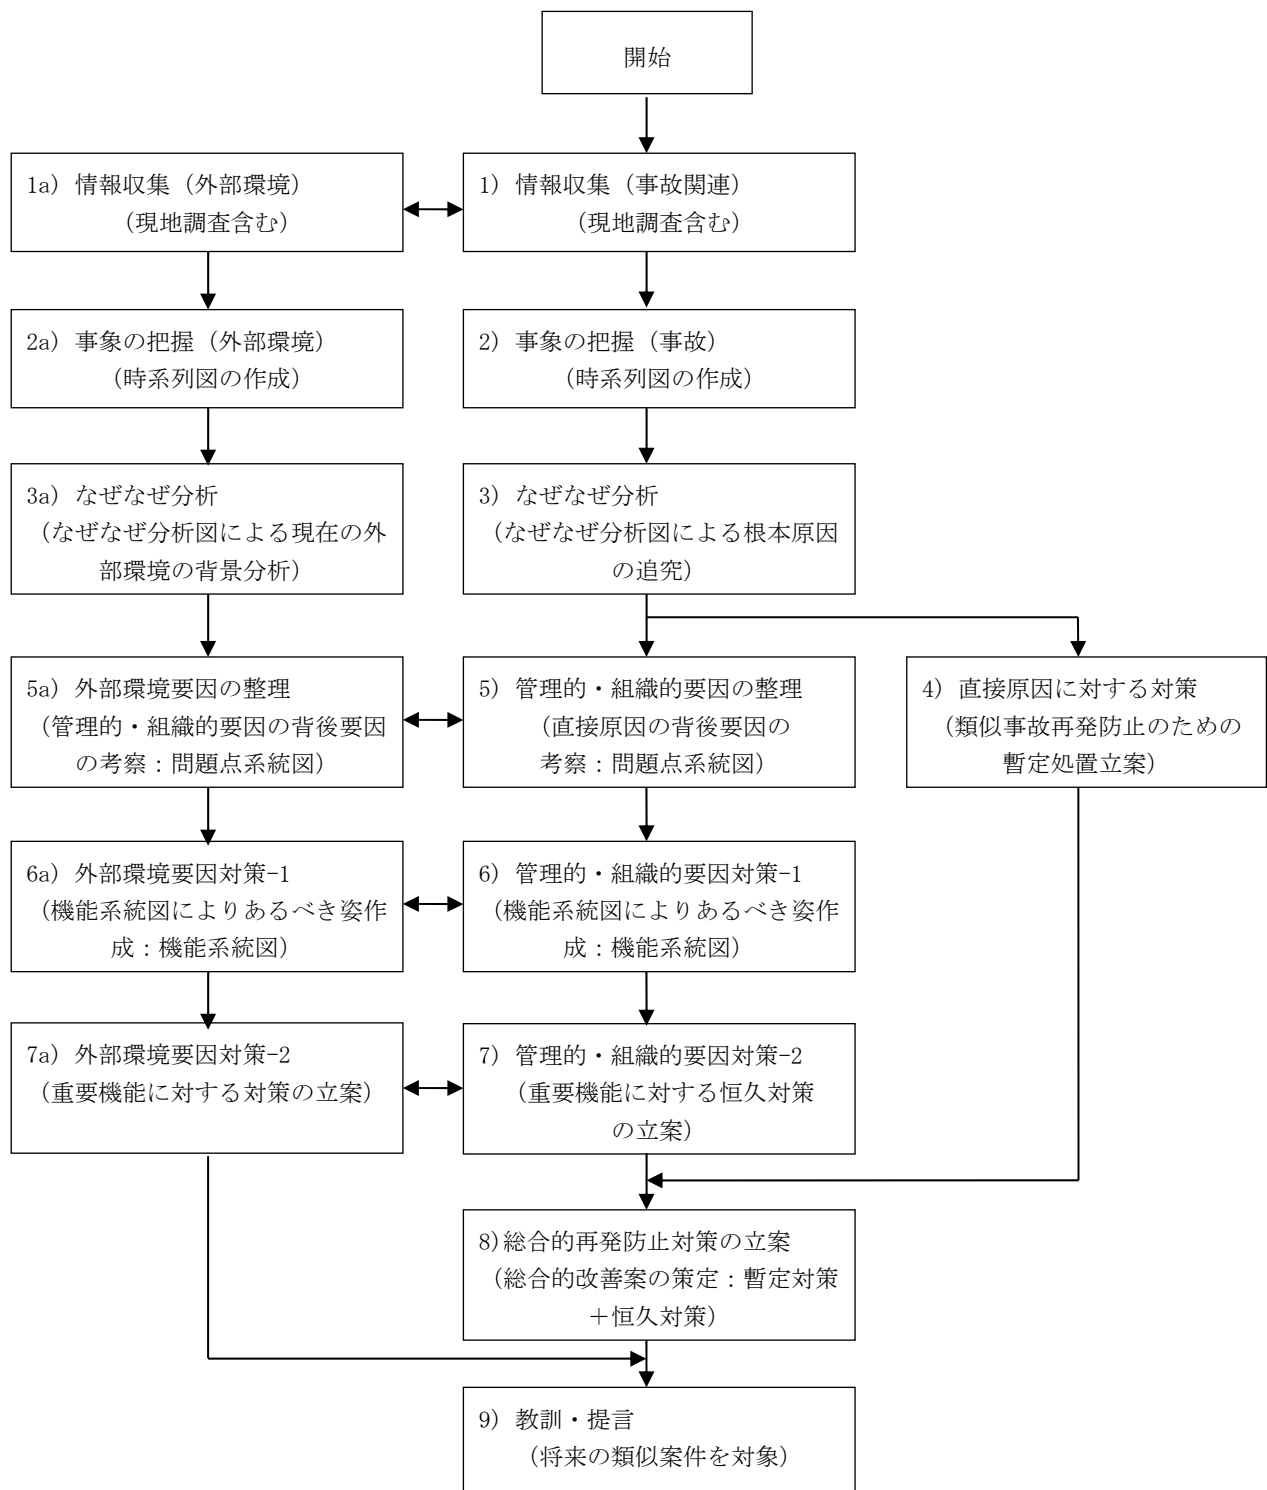 開始
1a）情報収集（外部環境）
（現地調査含む）
1）情報収集（事故関連）
（現地調査含む）
2a）事象の把握（外部環境）
（時系列図の作成）
2）事象の把握（事故）
（時系列図の作成）
3a）なぜなぜ分析
（なぜなぜ分析図による現在の外
部環境の背景分析）
3）なぜなぜ分析
（なぜなぜ分析図による根本原因
の追究）
5a）外部環境要因の整理
（管理的・組織的要因の背後要因
の考察：問題点系統図）
5）管理的・組織的要因の整理
（直接原因の背後要因の
考察：問題点系統図）
4）直接原因に対する対策
（類似事故再発防止のための
暫定処置立案）
6a）外部環境要因対策-1
（機能系統図によりあるべき姿作
成：機能系統図）
6）管理的・組織的要因対策-1
（機能系統図によりあるべき姿作
成：機能系統図）
7a）外部環境要因対策-2
（重要機能に対する対策の立案）
7）管理的・組織的要因対策-2
（重要機能に対する恒久対策
の立案）
8)総合的再発防止対策の立案
（総合的改善案の策定：暫定対策
＋恒久対策）
9）教訓・提言
（将来の類似案件を対象）